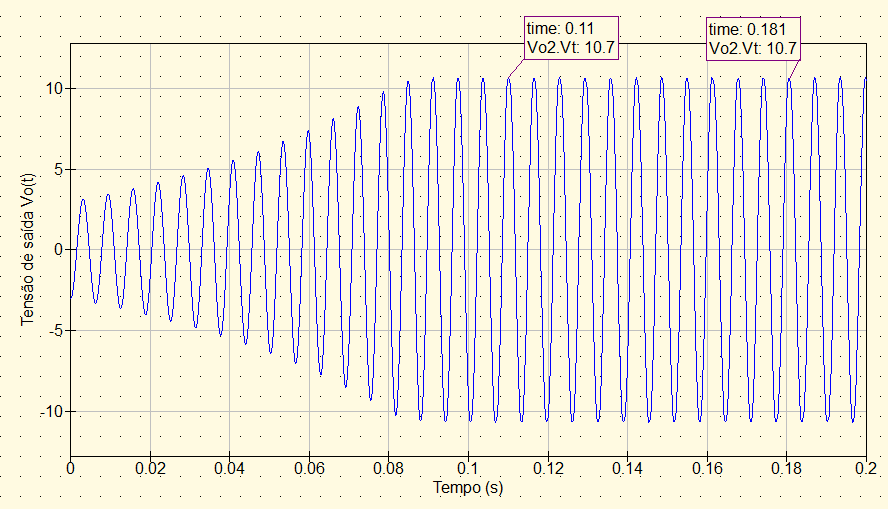 time: 0.11
Vo2.Vt: 10.7
time: 0.181
Vo2.Vt: 10.7
Tensão de saída Vo(t)
10
5
0
-5
-10
0
0.02
0.04
0.06
0.08
0.1
0.12
0.14
0.16
0.18
0.2
Tempo (s)